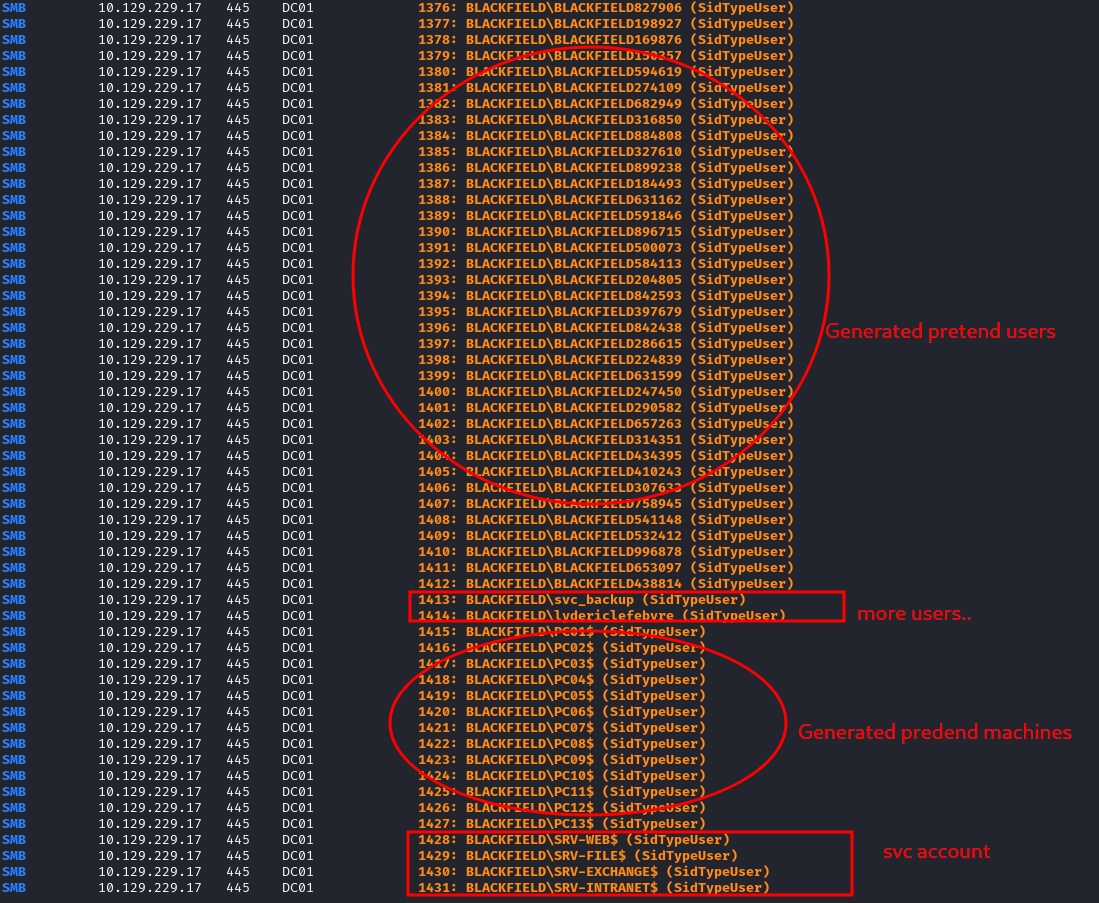 SMB 10.129.229.17 445 DC01 1376: BLACKFIELD\BLACKFIELD827906 (SidTypeUser)
SMB 10.129.229.17 445 DC01 1377: BLACKFIELD\BLACKFIELD198927 (SidTypeUser)
SMB 10.129.229.17 445 DC01 1378: BLACKFIELD\BLACKFIELD169876 (SidTypeUser)
SMB 10.129.229.17 445 DC01 1379: BLACKFIELD\BLACKFIELD150357 (SidTypeUser)
SMB 10.129.229.17 445 DC01 1380: BLACKFIELD\BLACKFIELD594619 (SidTypeUser)
SMB 10.129.229.17 445 DC01 1381: BLACKFIELD\BLACKFIELD274109 (SidTypeUser)
SMB 10.129.229.17 445 DC01 1382: BLACKFIELD\BLACKFIELD682949 (SidTypeUser)
SMB 10.129.229.17 445 DC01 1383: BLACKFIELD\BLACKFIELD316850 (SidTypeUser)
SMB 10.129.229.17 445 DC01 1384: BLACKFIELD\BLACKFIELD884808 (SidTypeUser)
SMB 10.129.229.17 445 DC01 1385: BLACKFIELD\BLACKFIELD327610 (SidTypeUser)
SMB 10.129.229.17 445 DC01 1386: BLACKFIELD\BLACKFIELD899238 (SidTypeUser)
SMB 10.129.229.17 445 DC01 1387: BLACKFIELD\BLACKFIELD184493 (SidTypeUser)
SMB 10.129.229.17 445 DC01 1388: BLACKFIELD\BLACKFIELD631162 (SidTypeUser)
SMB 10.129.229.17 445 DC01 1389: BLACKFIELD\BLACKFIELD591846 (SidTypeUser)
SMB 10.129.229.17 445 DC01 1390: BLACKFIELD\BLACKFIELD896715 (SidTypeUser)
SMB 10.129.229.17 445 DC01 1391: BLACKFIELD\BLACKFIELD500073 (SidTypeUser)
SMB 10.129.229.17 445 DC01 1392: BLACKFIELD\BLACKFIELD584113 (SidTypeUser)
SMB 10.129.229.17 445 DC01 1393: BLACKFIELD\BLACKFIELD204805 (SidTypeUser)
SMB 10.129.229.17 445 DC01 1394: BLACKFIELD\BLACKFIELD842593 (SidTypeUser)
SMB 10.129.229.17 445 DC01 1395: BLACKFIELD\BLACKFIELD397679 (SidTypeUser)
SMB 10.129.229.17 445 DC01 1396: BLACKFIELD\BLACKFIELD842438 (SidTypeUser)
Generated pretend users
SMB 10.129.229.17 445 DC01 1397: BLACKFIELD\BLACKFIELD286615 (SidTypeUser)
SMB 10.129.229.17 445 DC01 1398: BLACKFIELD\BLACKFIELD224839 (SidTypeUser)
SMB 10.129.229.17 445 DC01 1399: BLACKFIELD\BLACKFIELD631599 (SidTypeUser)
SMB 10.129.229.17 445 DC01 1400: BLACKFIELD\BLACKFIELD247450 (SidTypeUser)
SMB 10.129.229.17 445 DC01 1401: BLACKFIELD\BLACKFIELD290582 (SidTypeUser)
SMB 10.129.229.17 445 DC01 1402: BLACKFIELD\BLACKFIELD657263 (SidTypeUser)
SMB 10.129.229.17 445 DC01 1403: BLACKFIELD\BLACKFIELD314351 (SidTypeUser)
SMB 10.129.229.17 445 DC01 1404: BLACKFIELD\BLACKFIELD434395 (SidTypeUser)
SMB 10.129.229.17 445 DC01 1405: BLACKFIELD\BLACKFIELD410243 (SidTypeUser)
SMB 10.129.229.17 445 DC01 1406: BLACKFIELD\BLACKFIELD307633 (SidTypeUser)
SMB 10.129.229.17 445 DC01 1407: BLACKFIELD\BLACKFIELD758945 (SidTypeUser)
SMB 10.129.229.17 445 DC01 1408: BLACKFIELD\BLACKFIELD541148 (SidTypeUser)
SMB 10.129.229.17 445 DC01 1409: BLACKFIELD\BLACKFIELD532412 (SidTypeUser)
SMB 10.129.229.17 445 DC01 1410: BLACKFIELD\BLACKFIELD996878 (SidTypeUser)
SMB 10.129.229.17 445 DC01 1411: BLACKFIELD\BLACKFIELD653097 (SidTypeUser)
SMB 10.129.229.17 445 DC01 1412: BLACKFIELD\BLACKFIELD438814 (SidTypeUser)
SMB 10.129.229.17 445 DC01 1413: BLACKFIELD\svc_backup (SidTypeUser)
SMB 10.129.229.17 445 DC01 1414: BLACKFIELD\lydericlefebvre (SidTypeUser)
more users..
SMB 10.129.229.17 445 DC01 1415: BLACKFIELD\PC01$ (SidTypeUser)
SMB 10.129.229.17 445 DC01 1416: BLACKFIELD\PC02$ (SidTypeUser)
SMB 10.129.229.17 445 DC01 1417: BLACKFIELD\PC03$ (SidTypeUser)
SMB 10.129.229.17 445 DC01 1418: BLACKFIELD\PC04$ (SidTypeUser)
SMB 10.129.229.17 445 DC01 1419: BLACKFIELD\PC05$ (SidTypeUser)
SMB 10.129.229.17 445 DC01 1420: BLACKFIELD\PC06$ (SidTypeUser)
SMB 10.129.229.17 445 DC01 1421: BLACKFIELD\PC07$ (SidTypeUser)
Generated predend machines
SMB 10.129.229.17 445 DC01 1422: BLACKFIELD\PC08$ (SidTypeUser)
SMB 10.129.229.17 445 DC01 1423: BLACKFIELD\PC09$ (SidTypeUser)
SMB 10.129.229.17 445 DC01 1424: BLACKFIELD\PC10$ (SidTypeUser)
SMB 10.129.229.17 445 DC01 1425: BLACKFIELD\PC11$ (SidTypeUser)
SMB 10.129.229.17 445 DC01 1426: BLACKFIELD\PC12$ (SidTypeUser)
SMB 10.129.229.17 445 DC01 1427: BLACKFIELD\PC13$ (SidTypeUser)
SMB 10.129.229.17 445 DC01 1428: BLACKFIELD\SRV-WEB$ (SidTypeUser)
SMB 10.129.229.17 445 DC01 1429: BLACKFIELD\SRV-FILE$ (SidTypeUser)
svc account
SMB 10.129.229.17 445 DC01 1430: BLACKFIELD\SRV-EXCHANGE$ (SidTypeUser)
SMB 10.129.229.17 445 DC01 1431: BLACKFIELD\SRV-INTRANET$ (SidTypeUser)